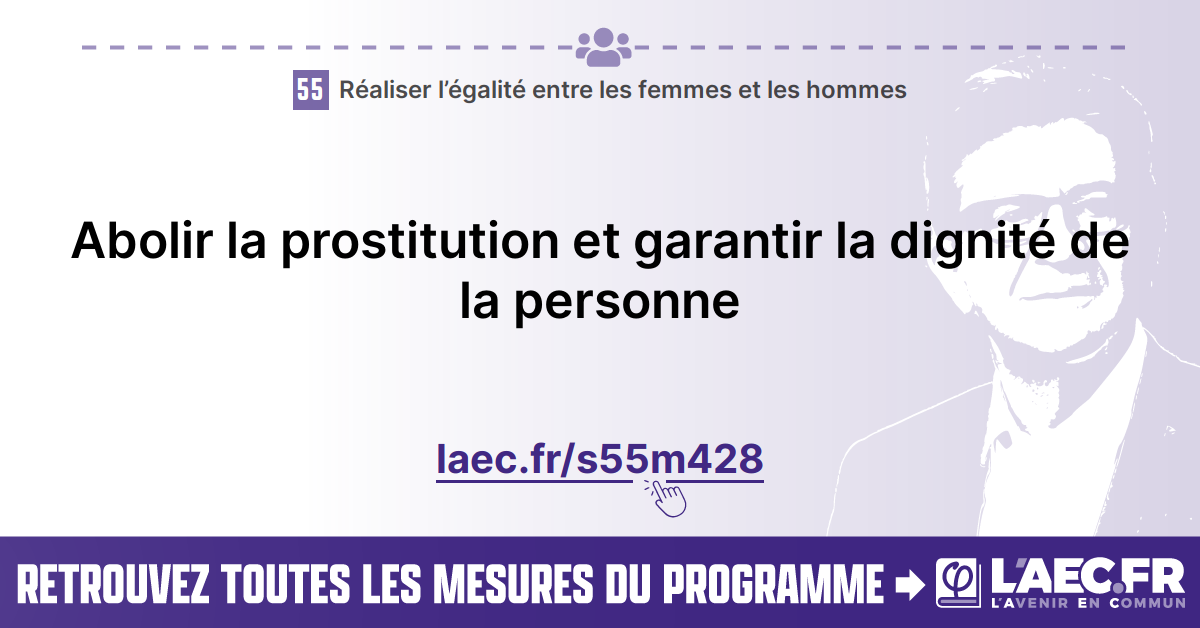 55 Réaliser l’égalité entre les femmes et les hommes
Abolir la prostitution et garantir la dignité de
la personne
laec.fr/s55m428
RETROUVEZ TOUTES LES MESURES DU PROGRAMME
L'AEC.FR
L'AVENIR EN COMMUN